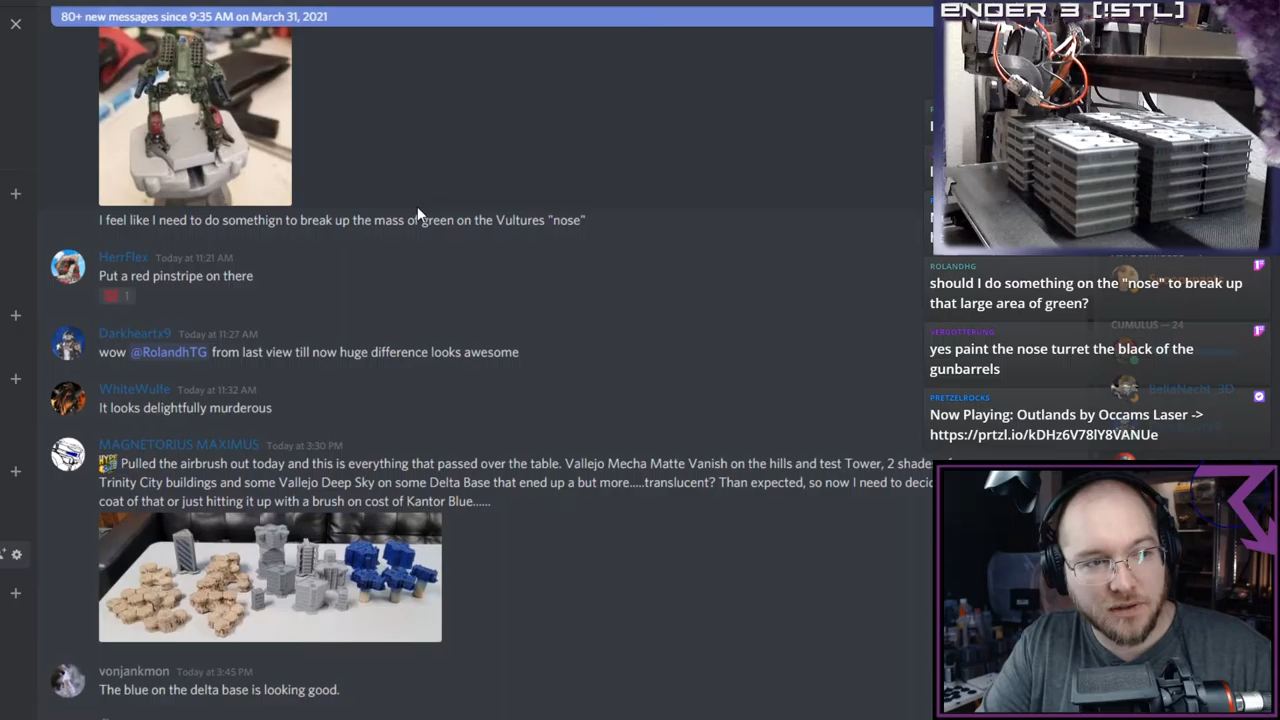 80+ new messages since 9:35 AM on March 31, 2021
I feel like I need to do somethign to break up the mass of green on the Vultures "nose"
HerrFlex Today at 11:21 AM
Put a red pinstripe on there
1
Darkheartx9 Today at 11:27 AM
wow @RolandhTG from last view till now huge difference looks awesome
WhiteWulfe Today at 11:32 AM
It looks delightfully murderous
MAGNETORIUS MAXIMUS Today at 3:30 PM
HYPE Pulled the airbrush out today and this is everything that passed over the table. Vallejo Mecha Matte Vanish on the hills and test Tower, 2 shade
Trinity City buildings and some Vallejo Deep Sky on some Delta Base that ended up a but more.....translucent? Than expected, so now I need to decid
coat of that or just hitting it up with a brush on cost of Kantor Blue......
vonjankmon Today at 3:45 PM
The blue on the delta base is looking good.
ENDER 3 [!STL]
ROLANDHG
should I do something on the "nose" to break up
that large area of green?
CUMULUS — 24
VERGOTTERUNG
yes paint the nose turret the black of the
gunbarrels
BeliaNacht_3D
PRETZELROCKS
Now Playing: Outlands by Occams Laser ->
https://prtzl.io/kDHz6V78lY8VANUe